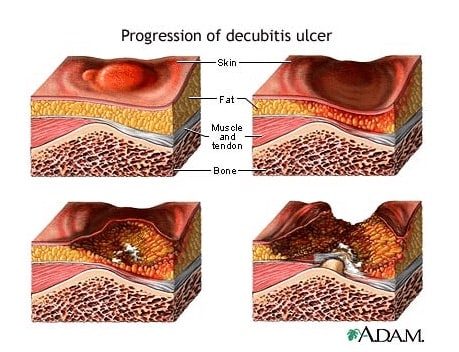 Progression of decubitis ulcer
Skin
Fat
Muscle
and
tendon
Bone
A.D.A.M.